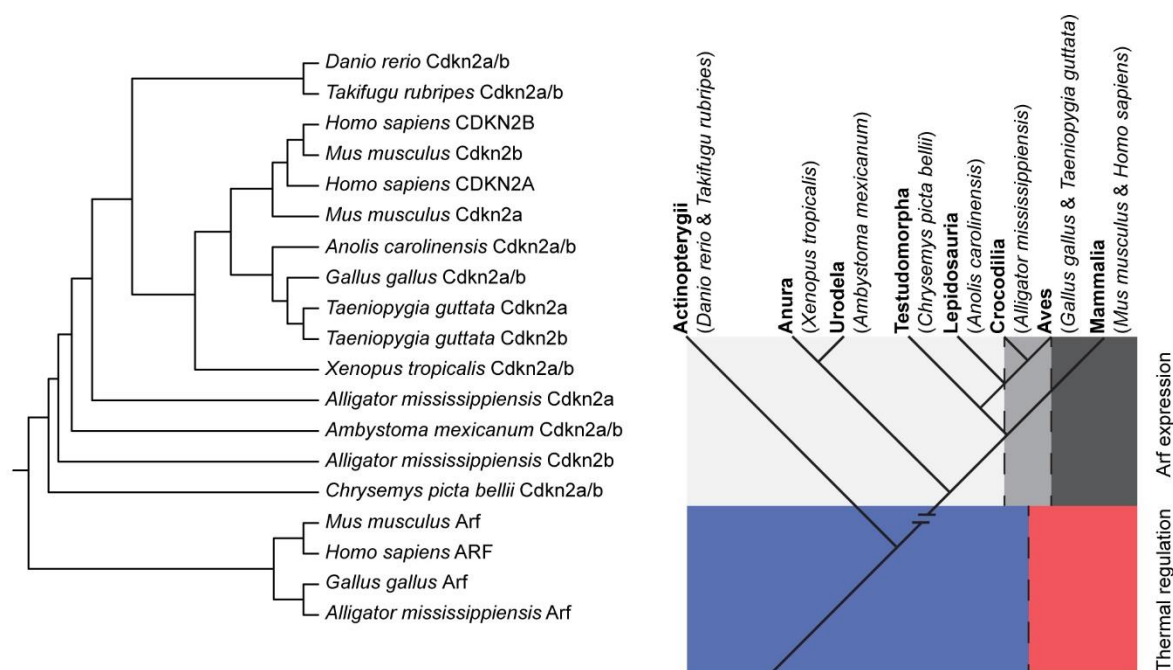 Danio rerio Cdkn2a/b
Takifugu rubripes Cdkn2a/b
Homo sapiens CDKN2B
Mus musculus Cdkn2b
Homo sapiens CDKN2A
Mus musculus Cdkn2a
Anolis carolinensis Cdkn2a/b
Gallus gallus Cdkn2a/b
Taeniopygia guttata Cdkn2a
Taeniopygia guttata Cdkn2b
Xenopus tropicalis Cdkn2a/b
Alligator mississippiensis Cdkn2a
Ambystoma mexicanum Cdkn2a/b
Alligator mississippiensis Cdkn2b
Chrysemys picta bellii Cdkn2a/b
Mus musculus Arf
Homo sapiens ARF
Gallus gallus Arf
Alligator mississippiensis Arf
Actinopterygii
(Danio rerio & Takifugu rubripes)
Anura
(Xenopus tropicalis)
Urodela
(Ambystoma mexicanum)
Testudomorpha
(Chrysemys picta bellii)
Lepidosauria
(Anolis carolinensis)
Crocodilia
(Alligator mississippiensis)
Aves
(Gallus gallus & Taeniopygia guttata)
Mammalia
(Mus musculus & Homo sapiens)
Arf expression
Thermal regulation